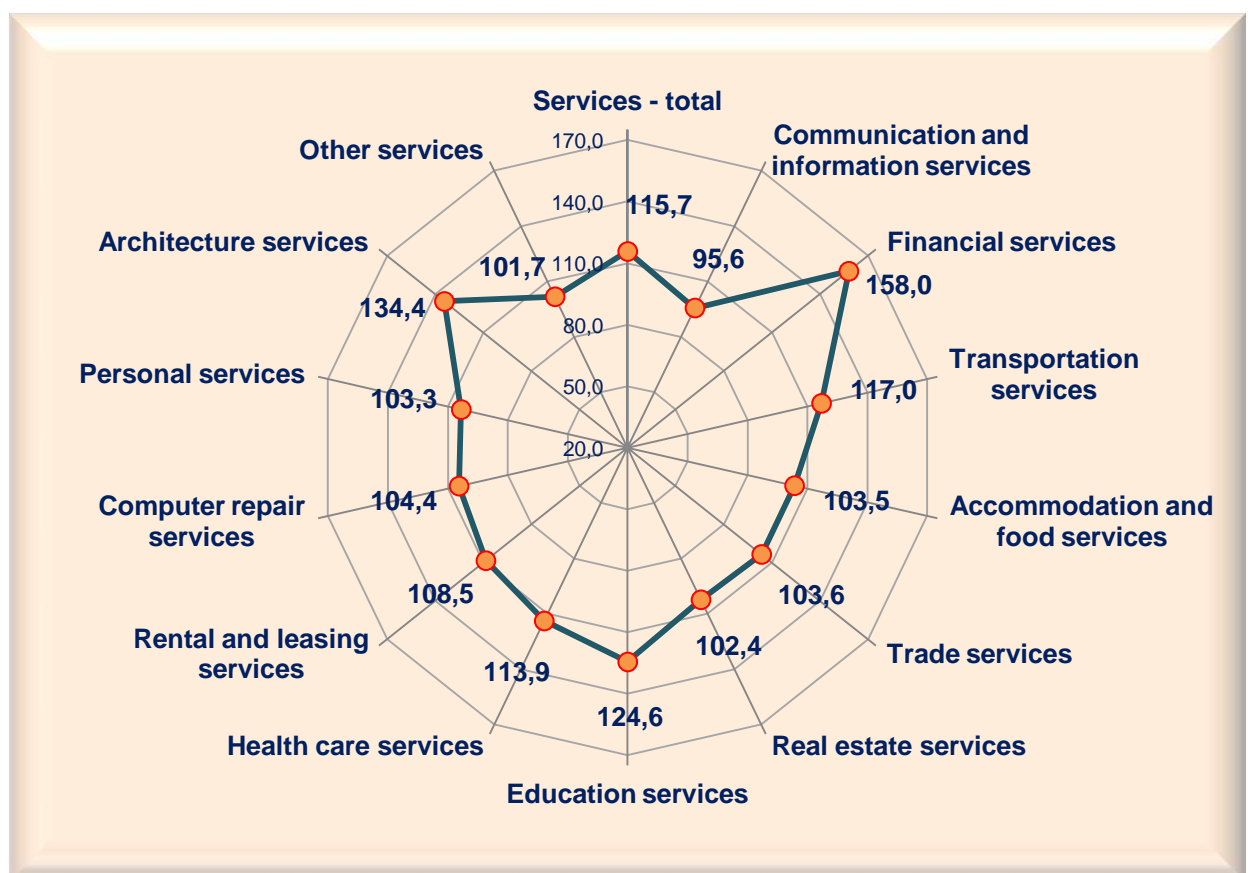 Services - total
170,0
140,0
110,0
80,0
50,0
20,0
115,7
Communication and
information services
95,6
Financial services
158,0
Transportation
services
117,0
Accommodation and
food services
103,5
Trade services
103,6
Real estate services
102,4
Education services
124,6
Health care services
113,9
Rental and leasing
services
108,5
Computer repair
services
104,4
Personal services
103,3
Architecture services
134,4
Other services
101,7